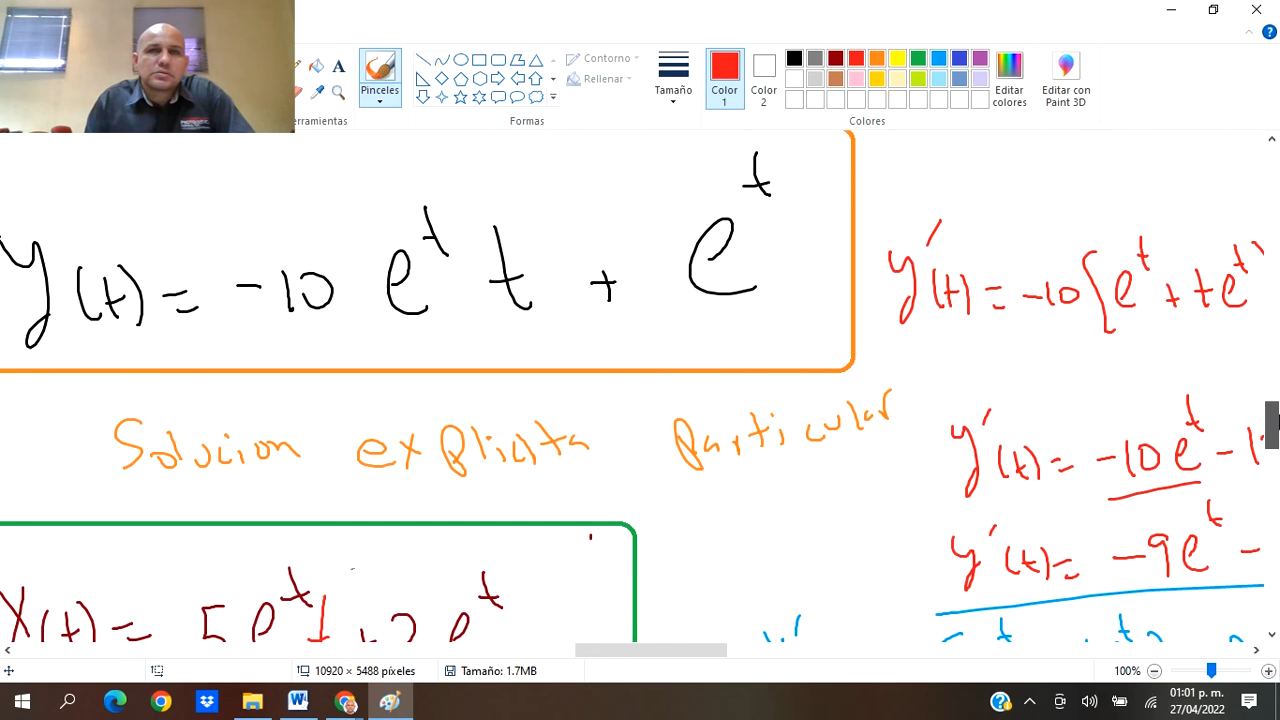 Pinceles
Contorno
Rellenar
Tamaño
Color 1
Color 2
Editar colores
Editar con Paint 3D
rramientas
Formas
Colores
y(t) = -10 e^t t + e^t
y'(t) = -10{e^t + te^t
Solucion explicita Particular
y'(t) = -10e^t - 1
y'(t) = -9e^t -
X(t) = 5e^t t + 2e^t
10920 × 5488 píxeles
Tamaño: 1.7MB
100%
01:01 p. m.
27/04/2022